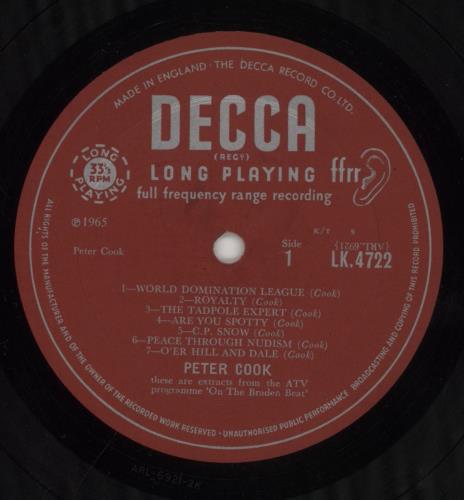 MADE IN ENGLAND · THE DECCA RECORD CO. LTD.
DECCA
(REGD)
LONG PLAYING ffrr
full frequency range recording
LONG
33⅓
RPM
PLAYING
℗1965
K/T s
Peter Cook
Side
1
(ARL.6921)
LK.4722
1—WORLD DOMINATION LEAGUE (Cook)
2—ROYALTY (Cook)
3—THE TADPOLE EXPERT (Cook)
4—ARE YOU SPOTTY (Cook)
5—C.P. SNOW (Cook)
6—PEACE THROUGH NUDISM (Cook)
7—O'ER HILL AND DALE (Cook)
PETER COOK
these are extracts from the ATV
programme 'On The Braden Beat'
ALL RIGHTS OF THE MANUFACTURER AND OF THE OWNER OF THE RECORDED WORK RESERVED · UNAUTHORISED PUBLIC PERFORMANCE BROADCASTING AND COPYING OF THIS RECORD PROHIBITED
ARL-6921-2K